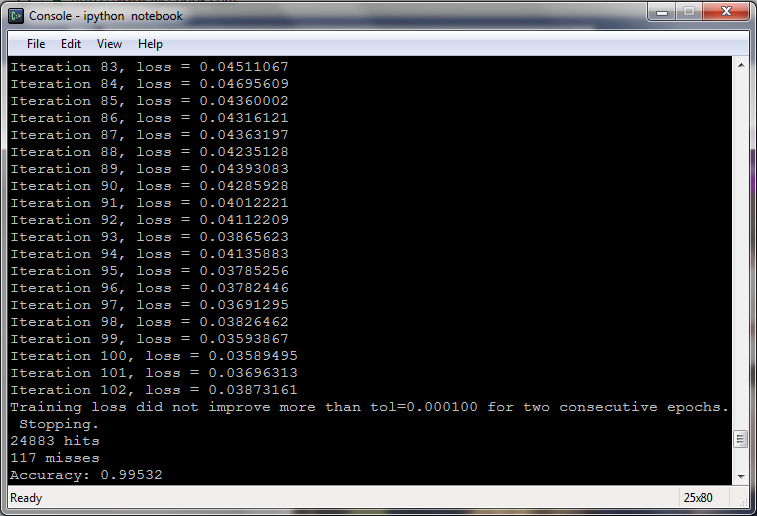 Console - ipython notebook
File Edit View Help
Iteration 83, loss = 0.04511067
Iteration 84, loss = 0.04695609
Iteration 85, loss = 0.04360002
Iteration 86, loss = 0.04316121
Iteration 87, loss = 0.04363197
Iteration 88, loss = 0.04235128
Iteration 89, loss = 0.04393083
Iteration 90, loss = 0.04285928
Iteration 91, loss = 0.04012221
Iteration 92, loss = 0.04112209
Iteration 93, loss = 0.03865623
Iteration 94, loss = 0.04135883
Iteration 95, loss = 0.03785256
Iteration 96, loss = 0.03782446
Iteration 97, loss = 0.03691295
Iteration 98, loss = 0.03826462
Iteration 99, loss = 0.03593867
Iteration 100, loss = 0.03589495
Iteration 101, loss = 0.03696313
Iteration 102, loss = 0.03873161
Training loss did not improve more than tol=0.000100 for two consecutive epochs.
Stopping.
24883 hits
117 misses
Accuracy: 0.99532
Ready 25x80